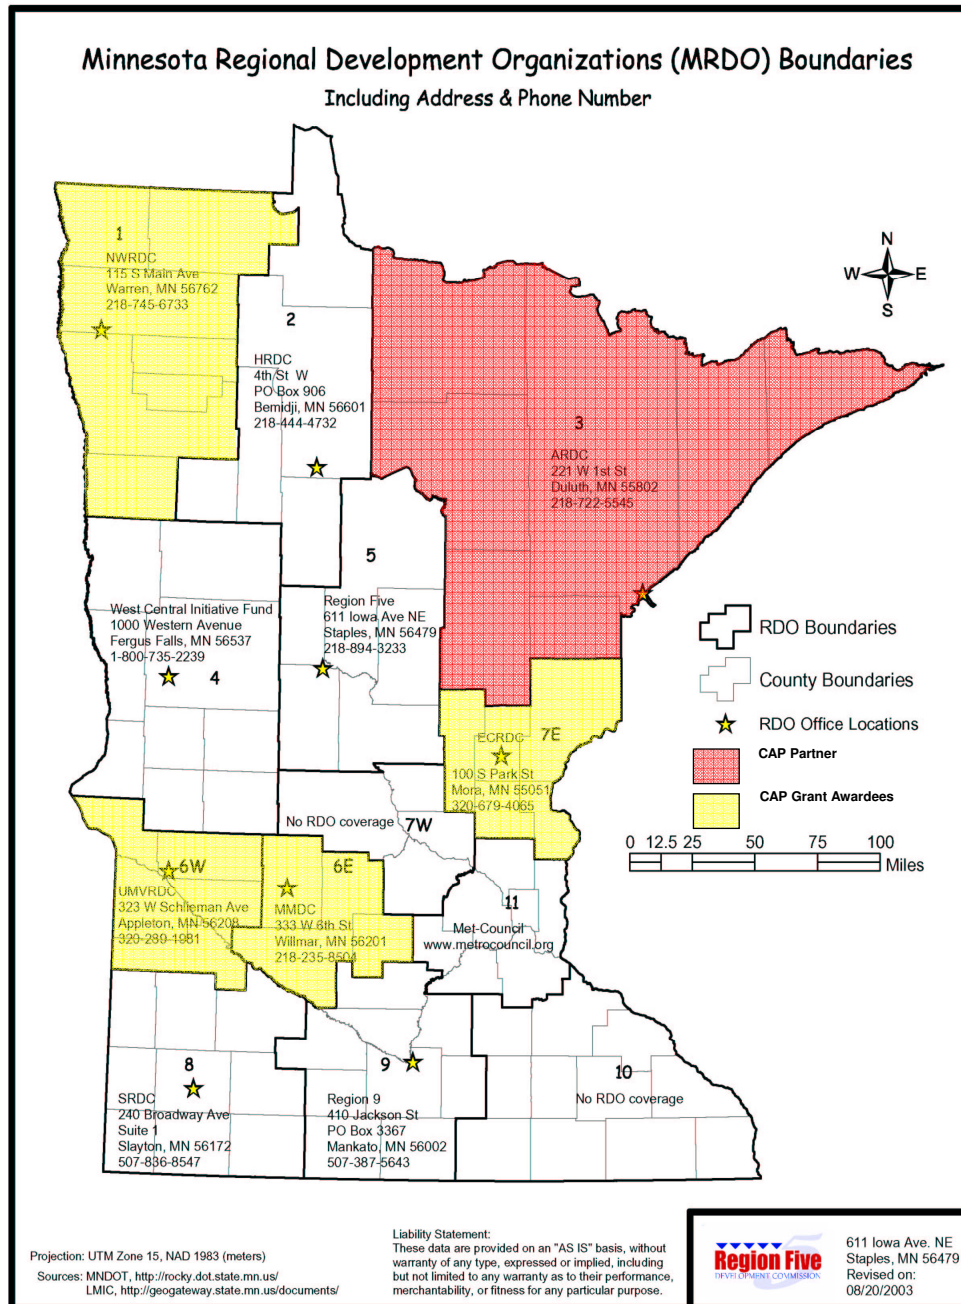 Minnesota Regional Development Organizations (MRDO) Boundaries
Including Address & Phone Number
1
NWRDC
115 S Main Ave
Warren, MN 56762
218-745-6733
N
W E
S
2
HRDC
4th St W
PO Box 906
Bemidji, MN 56601
218-444-4732
3
ARDC
221 W 1st St
Duluth, MN 55802
218-722-5545
5
Region Five
611 Iowa Ave NE
Staples, MN 56479
218-894-3233
West Central Initiative Fund
1000 Western Avenue
Fergus Falls, MN 56537
1-800-735-2239
4
RDO Boundaries
County Boundaries
RDO Office Locations
CAP Partner
CAP Grant Awardees
0 12.5 25 50 75 100
Miles
7E
ECRDC
100 S Park St
Mora, MN 55051
320-679-4065
No RDO coverage
7W
6W
UMVRDC
323 W Schlieman Ave
Appleton, MN 56208
320-289-1981
6E
MMDC
333 W 6th St
Willmar, MN 56201
218-235-8504
11
Met-Council
www.metrocouncil.org
8
SRDC
240 Broadway Ave
Suite 1
Slayton, MN 56172
507-836-8547
9
Region 9
410 Jackson St
PO Box 3367
Mankato, MN 56002
507-387-5643
10
No RDO coverage
Projection: UTM Zone 15, NAD 1983 (meters)
Sources: MNDOT, http://rocky.dot.state.mn.us/
LMIC, http://geogateway.state.mn.us/documents/
Liability Statement:
These data are provided on an "AS IS" basis, without
warranty of any type, expressed or implied, including
but not limited to any warranty as to their performance,
merchantability, or fitness for any particular purpose.
5
Region Five
DEVELOPMENT COMMISSION
611 Iowa Ave. NE
Staples, MN 56479
Revised on:
08/20/2003